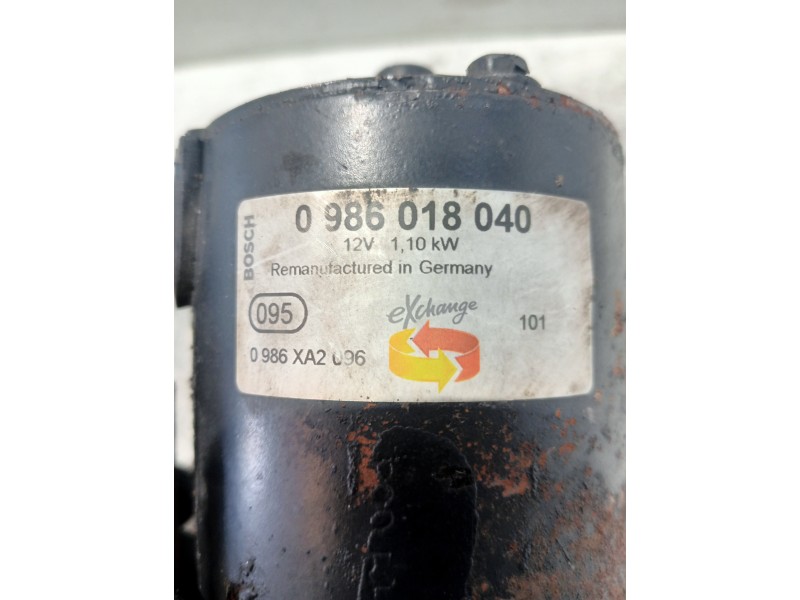 BOSCH
0 986 018 040
12V 1,10 kW
Remanufactured in Germany
095
eXchange
101
0 986 XA2 096